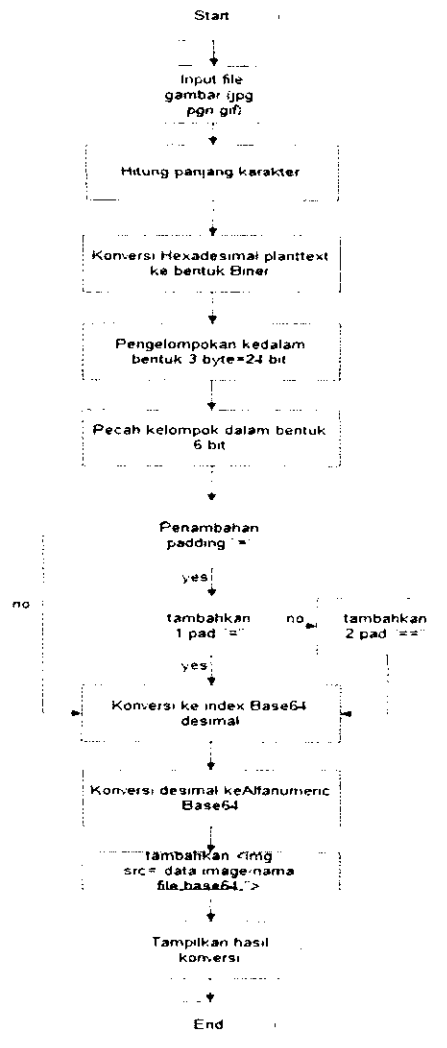 Start
Input file
gambar (jpg
pgn gif)
Hitung panjang karakter
Konversi Hexadesimal planttext
ke bentuk Biner
Pengelompokan kedalam
bentuk 3 byte=24 bit
Pecah kelompok dalam bentuk
6 bit
Penambahan
padding "="
yes
no
tambahkan
1 pad "="
no
tambahkan
2 pad "=="
yes
Konversi ke index Base64
desimal
Konversi desimal keAlfanumeric
Base64
tambahkan <img
src= data image/nama
file,base64,">
Tampilkan hasil
konversi
End